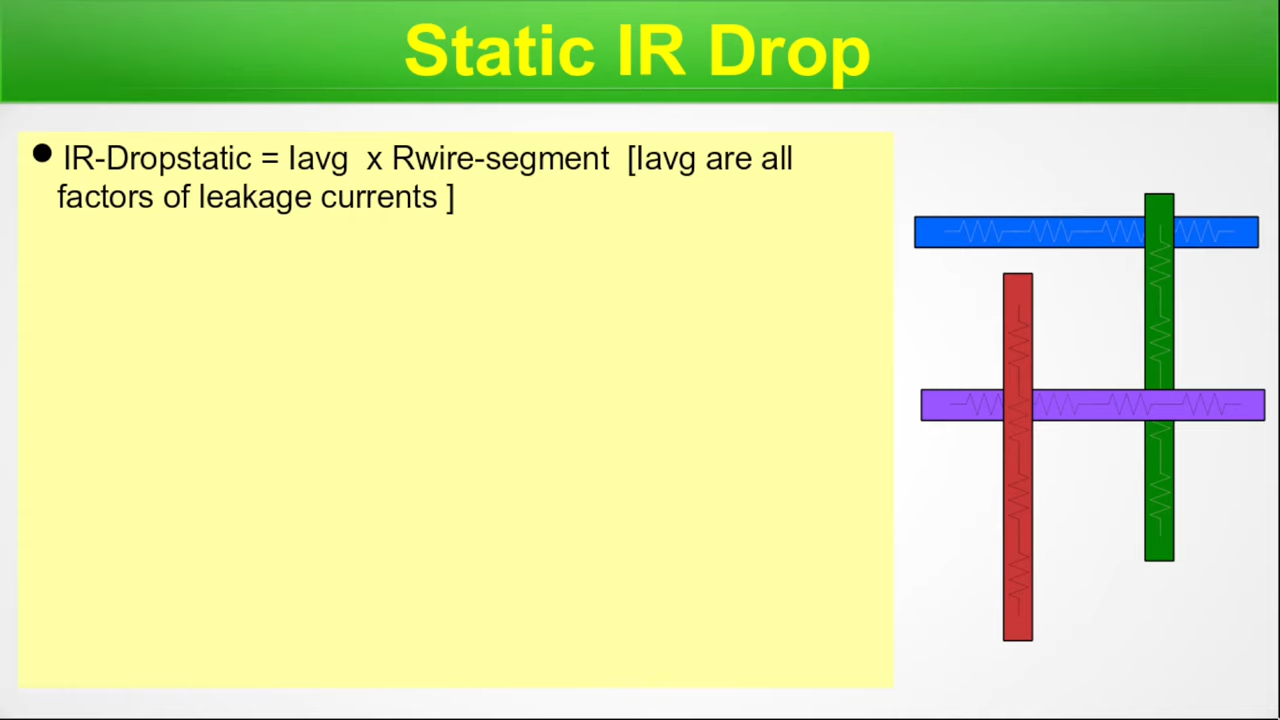 Static IR Drop
● IR-Dropstatic = Iavg x Rwire-segment [Iavg are all
factors of leakage currents ]